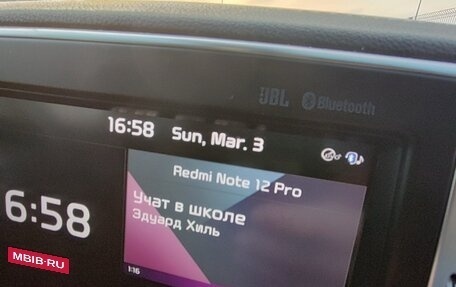 JBL Bluetooth
16:58 Sun, Mar. 3
Redmi Note 12 Pro
Учат в школе
Эдуард Хиль
6:58
1:16
MBIB-RU